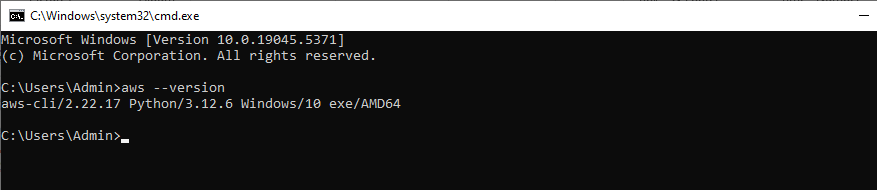 C:\Windows\system32\cmd.exe
Microsoft Windows [Version 10.0.19045.5371]
(c) Microsoft Corporation. All rights reserved.
C:\Users\Admin>aws --version
aws-cli/2.22.17 Python/3.12.6 Windows/10 exe/AMD64
C:\Users\Admin>